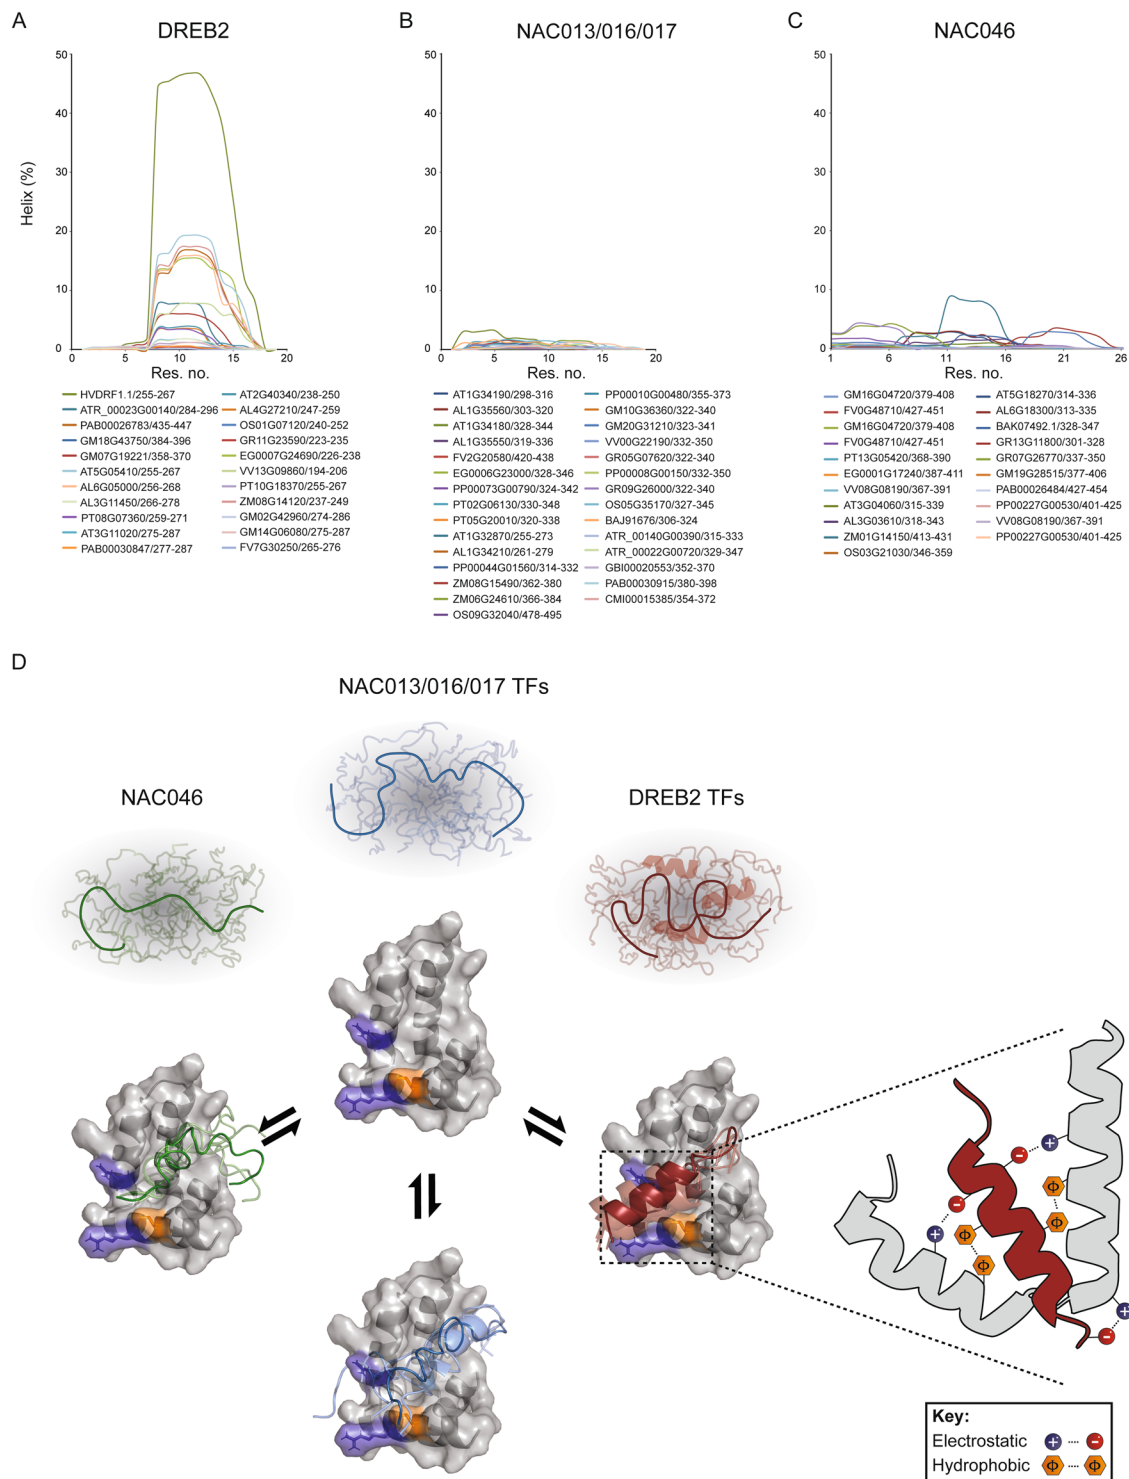 A
DREB2
B
NAC013/016/017
C
NAC046
Helix (%)
50
40
30
20
10
0
5
10
15
20
Res. no.
50
40
30
20
10
0
5
10
15
20
Res. no.
50
40
30
20
10
0
1
6
11
16
21
26
Res. no.
HVDRF1.1/255-267
ATR_00023G00140/284-296
PAB00026783/435-447
GM18G43750/384-396
GM07G19221/358-370
AT5G05410/255-267
AL6G05000/256-268
AL3G11450/266-278
PT08G07360/259-271
AT3G11020/275-287
PAB00030847/277-287
AT2G40340/238-250
AL4G27210/247-259
OS01G07120/240-252
GR11G23590/223-235
EG0007G24690/226-238
VV13G09860/194-206
PT10G18370/255-267
ZM08G14120/237-249
GM02G42960/274-286
GM14G06080/275-287
FV7G30250/265-276
AT1G34190/298-316
AL1G35560/303-320
AT1G34180/328-344
AL1G35550/319-336
FV2G20580/420-438
EG0006G23000/328-346
PP00073G00790/324-342
PT02G06130/330-348
PT05G20010/320-338
AT1G32870/255-273
AL1G34210/261-279
PP00044G01560/314-332
ZM08G15490/362-380
ZM06G24610/366-384
OS09G32040/478-495
PP00010G00480/355-373
GM10G36360/322-340
GM20G31210/323-341
VV00G22190/332-350
GR05G07620/322-340
PP00008G00150/332-350
GR09G26000/322-340
OS05G35170/327-345
BAJ91676/306-324
ATR_00140G00390/315-333
ATR_00022G00720/329-347
GBI00020553/352-370
PAB00030915/380-398
CMI00015385/354-372
GM16G04720/379-408
FV0G48710/427-451
GM16G04720/379-408
FV0G48710/427-451
PT13G05420/368-390
EG0001G17240/387-411
VV08G08190/367-391
AT3G04060/315-339
AL3G03610/318-343
ZM01G14150/413-431
OS03G21030/346-359
AT5G18270/314-336
AL6G18300/313-335
BAK07492.1/328-347
GR13G11800/301-328
GR07G26770/337-350
GM19G28515/377-406
PAB00026484/427-454
PP00227G00530/401-425
VV08G08190/367-391
PP00227G00530/401-425
D
NAC013/016/017 TFs
NAC046
DREB2 TFs
+
-
Φ
-
Φ
+
Φ
Φ
+
-
Key:
Electrostatic + ···· -
Hydrophobic Φ ···· Φ